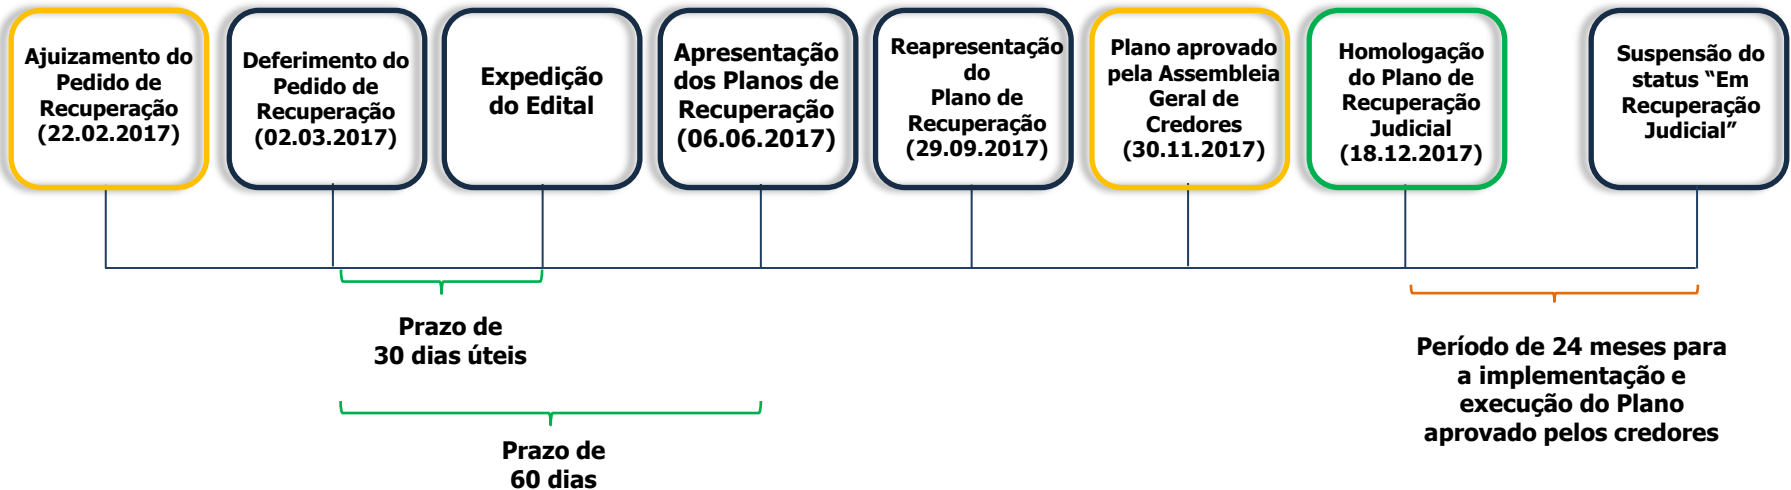 Ajuizamento do
Pedido de
Recuperação
(22.02.2017)
Deferimento do
Pedido de
Recuperação
(02.03.2017)
Expedição
do Edital
Apresentação
dos Planos de
Recuperação
(06.06.2017)
Reapresentação
do
Plano de
Recuperação
(29.09.2017)
Plano aprovado
pela Assembleia
Geral de
Credores
(30.11.2017)
Homologação
do Plano de
Recuperação
Judicial
(18.12.2017)
Suspensão do
status “Em
Recuperação
Judicial”
Prazo de
30 dias úteis
Prazo de
60 dias
Período de 24 meses para
a implementação e
execução do Plano
aprovado pelos credores